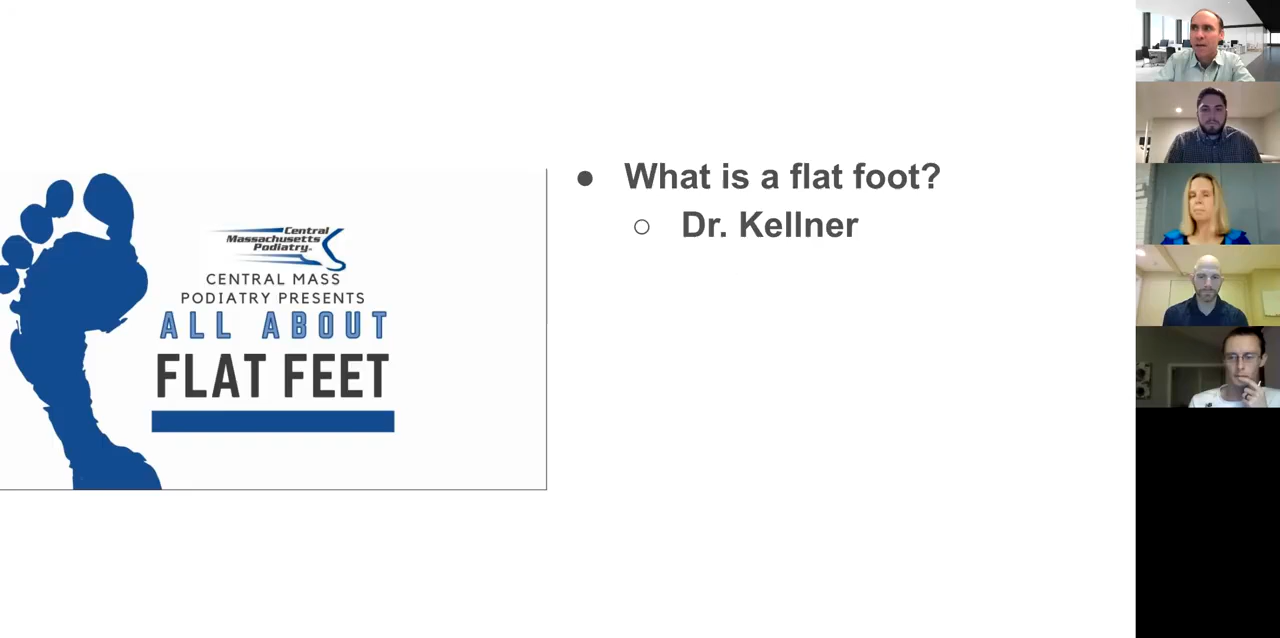 Central
Massachusetts
Podiatry
CENTRAL MASS
PODIATRY PRESENTS
ALL ABOUT
FLAT FEET
● What is a flat foot?
○ Dr. Kellner